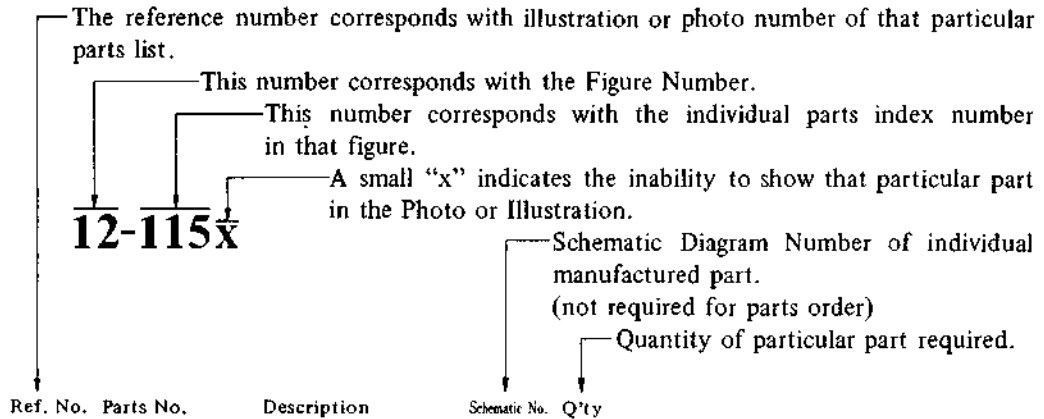 The reference number corresponds with illustration or photo number of that particular
parts list.
This number corresponds with the Figure Number.
This number corresponds with the individual parts index number
in that figure.
A small “x” indicates the inability to show that particular part
in the Photo or Illustration.
12-115x
Schematic Diagram Number of individual
manufactured part.
(not required for parts order)
Quantity of particular part required.
Ref. No. Parts No. Description Schematic No. Q'ty